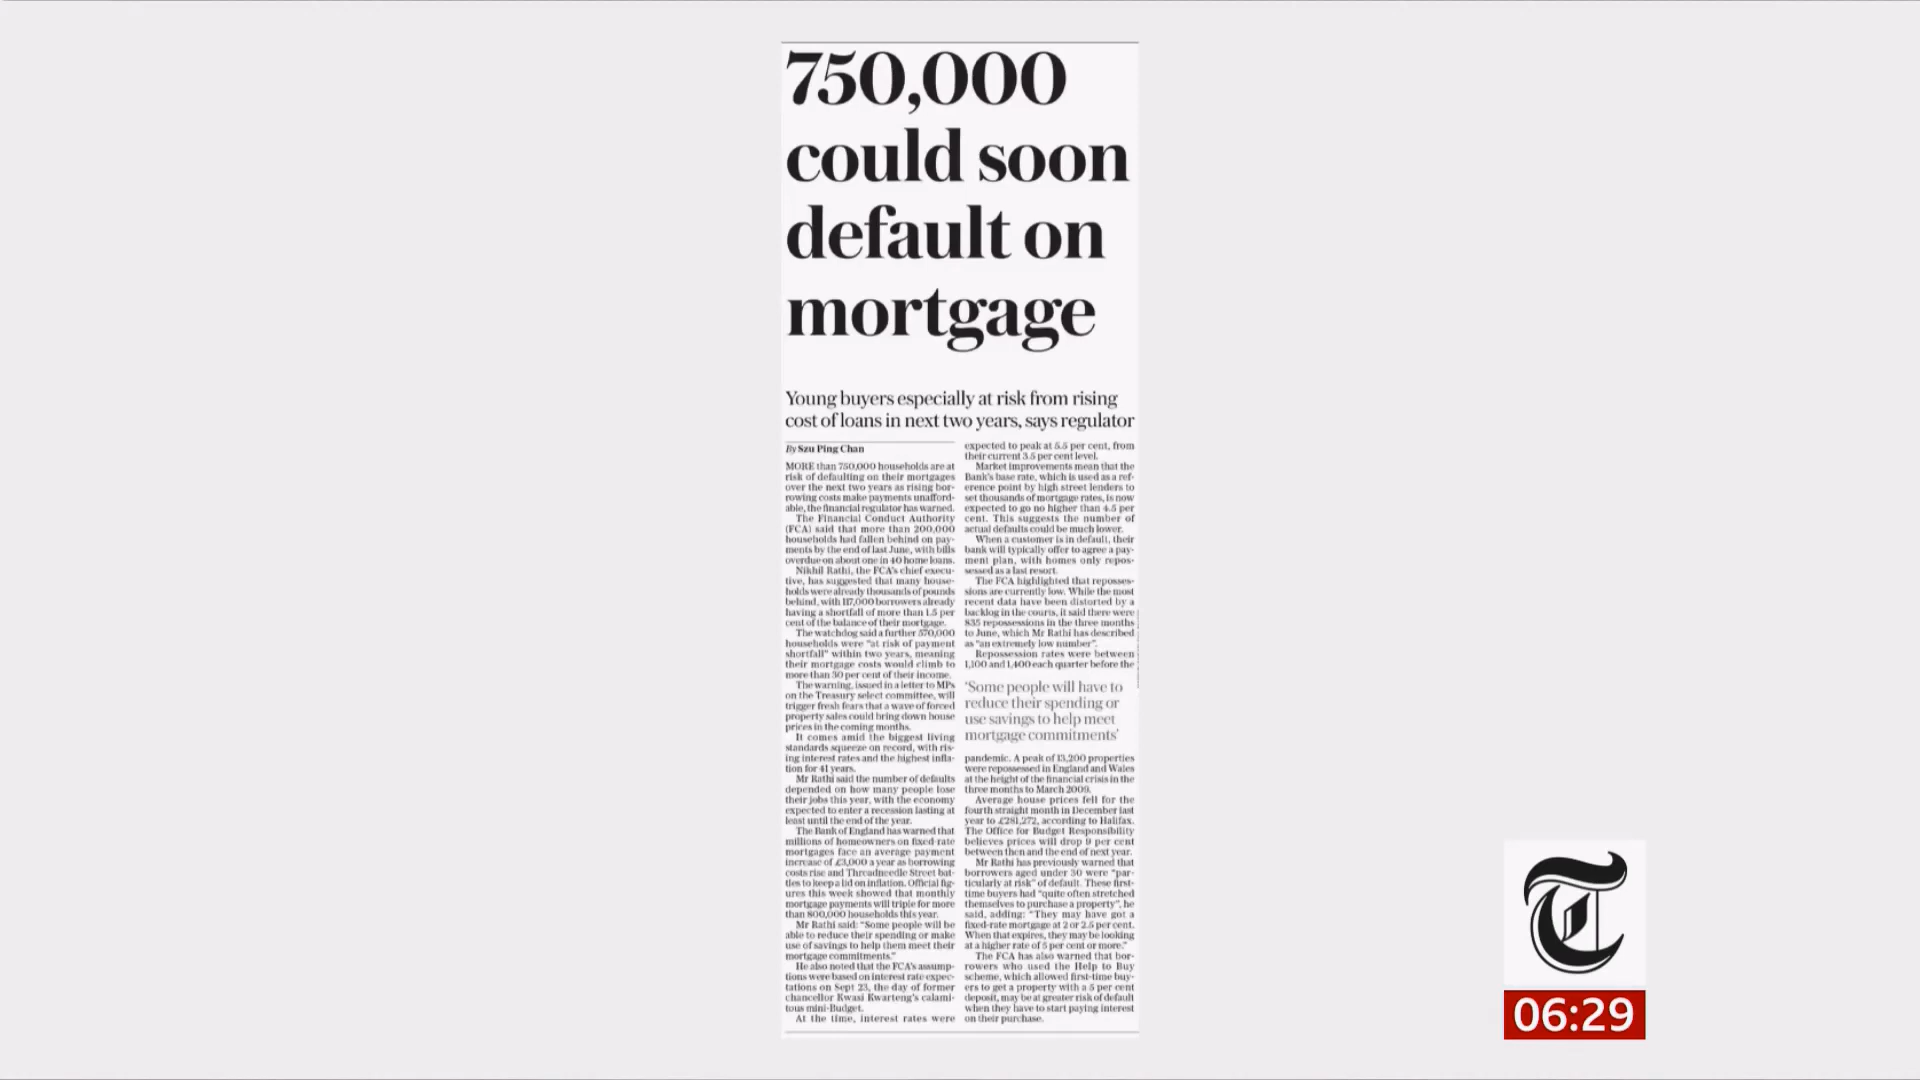 750,000
could soon
default on
mortgage
Young buyers especially at risk from rising
cost of loans in next two years, says regulator
By Szu Ping Chan
MORE than 750,000 households are at
risk of defaulting on their mortgages
over the next two years as rising bor-
rowing costs make payments unafford-
able, the financial regulator has warned.
The Financial Conduct Authority
(FCA) said that more than 200,000
households had fallen behind on pay-
ments by the end of last June, with bills
overdue on about one in 40 home loans.
Nikhil Rathi, the FCA's chief execu-
tive, has suggested that many house-
holds were already thousands of pounds
behind, with 117,000 borrowers already
having a shortfall of more than 1.5 per
cent of the balance of their mortgage.
The watchdog said a further 570,000
households were "at risk of payment
shortfall" within two years, meaning
their mortgage costs would climb to
more than 30 per cent of their income.
The warning, issued in a letter to MPs
on the Treasury select committee, will
trigger fresh fears that a wave of forced
property sales could bring down house
prices in the coming months.
It comes amid the biggest living
standards squeeze on record, with ris-
ing interest rates and the highest infla-
tion for 41 years.
Mr Rathi said the number of defaults
depended on how many people lose
their jobs this year, with the economy
expected to enter a recession lasting at
least until the end of the year.
The Bank of England has warned that
millions of homeowners on fixed-rate
mortgages face an average payment
increase of £3,000 a year as borrowing
costs rise and Threadneedle Street bat-
tles to keep a lid on inflation. Official fig-
ures this week showed that monthly
mortgage payments will triple for more
than 800,000 households this year.
Mr Rathi said: "Some people will be
able to reduce their spending or make
use of savings to help them meet their
mortgage commitments."
He also noted that the FCA's assump-
tions were based on interest rate expec-
tations on Sept 23, the day of former
chancellor Kwasi Kwarteng's calami-
tous mini-Budget.
At the time, interest rates were
expected to peak at 5.5 per cent, from
their current 3.5 per cent level.
Market improvements mean that the
Bank's base rate, which is used as a ref-
erence point by high street lenders to
set thousands of mortgage rates, is now
expected to go no higher than 4.5 per
cent. This suggests the number of
actual defaults could be much lower.
When a customer is in default, their
bank will typically offer to agree a pay-
ment plan, with homes only repos-
sessed as a last resort.
The FCA highlighted that reposses-
sions are currently low. While the most
recent data have been distorted by a
backlog in the courts, it said there were
835 repossessions in the three months
to June, which Mr Rathi has described
as "an extremely low number".
Repossession rates were between
1,100 and 1,400 each quarter before the
'Some people will have to
reduce their spending or
use savings to help meet
mortgage commitments'
pandemic. A peak of 13,200 properties
were repossessed in England and Wales
at the height of the financial crisis in the
three months to March 2009.
Average house prices fell for the
fourth straight month in December last
year to £281,272, according to Halifax.
The Office for Budget Responsibility
believes prices will drop 9 per cent
between then and the end of next year.
Mr Rathi has previously warned that
borrowers aged under 30 were "par-
ticularly at risk" of default. These first-
time buyers had "quite often stretched
themselves to purchase a property", he
said, adding: "They may have got a
fixed-rate mortgage at 2 or 2.5 per cent.
When that expires, they may be looking
at a higher rate of 5 per cent or more."
The FCA has also warned that bor-
rowers who used the Help to Buy
scheme, which allowed first-time buy-
ers to get a property with a 5 per cent
deposit, may be at greater risk of default
when they have to start paying interest
on their purchase.
T
06:29